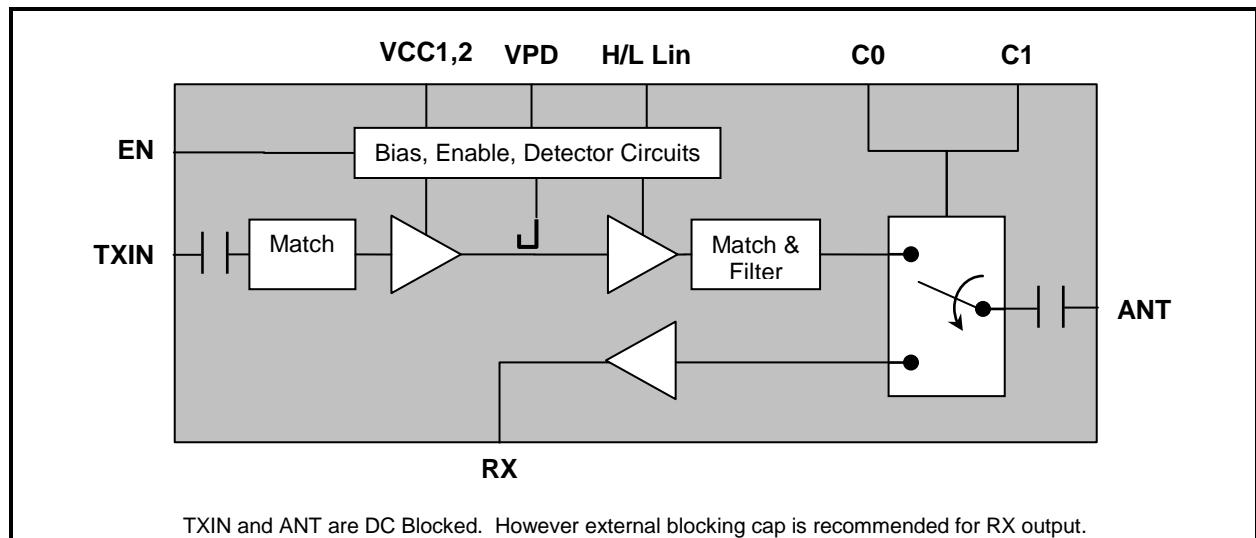 VCC1,2 VPD H/L Lin C0 C1
EN
Bias, Enable, Detector Circuits
TXIN
Match
Match &
Filter
ANT
RX
TXIN and ANT are DC Blocked. However external blocking cap is recommended for RX output.